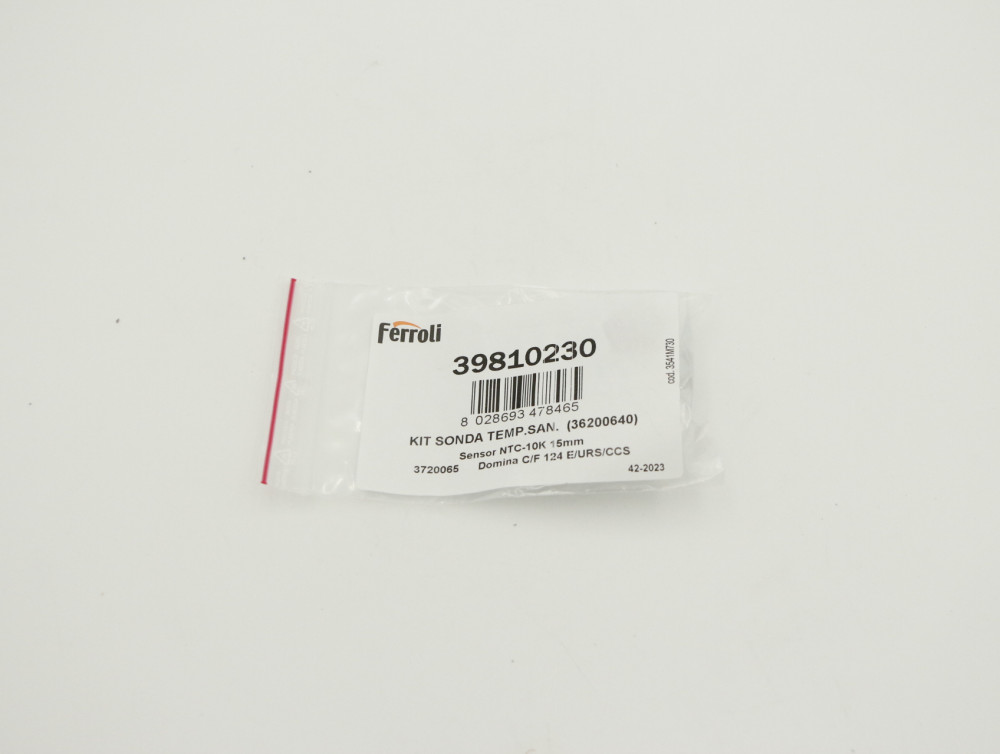 Ferroli
39810230
8 028693 478465
KIT SONDA TEMP.SAN. (36200640)
Sensor NTC-10K 15mm
3720065 Domina C/F 124 E/URS/CCS 42-2023
cod. 3541M730